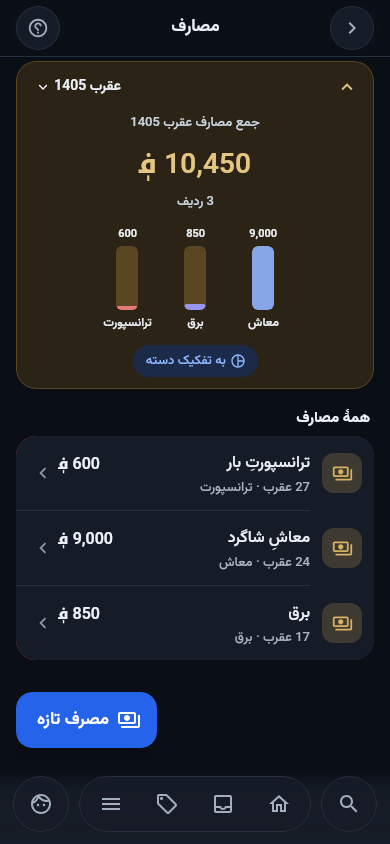 مصارف
عقرب 1405
جمع مصارف عقرب 1405
10,450 ؋
3 ردیف
9,000 850 600
معاش برق ترانسپورت
به تفکیک دسته
همهٔ مصارف
ترانسپورتِ بار 600 ؋
27 عقرب · ترانسپورت
معاشِ شاگرد 9,000 ؋
24 عقرب · معاش
برق 850 ؋
17 عقرب · برق
مصرف تازه